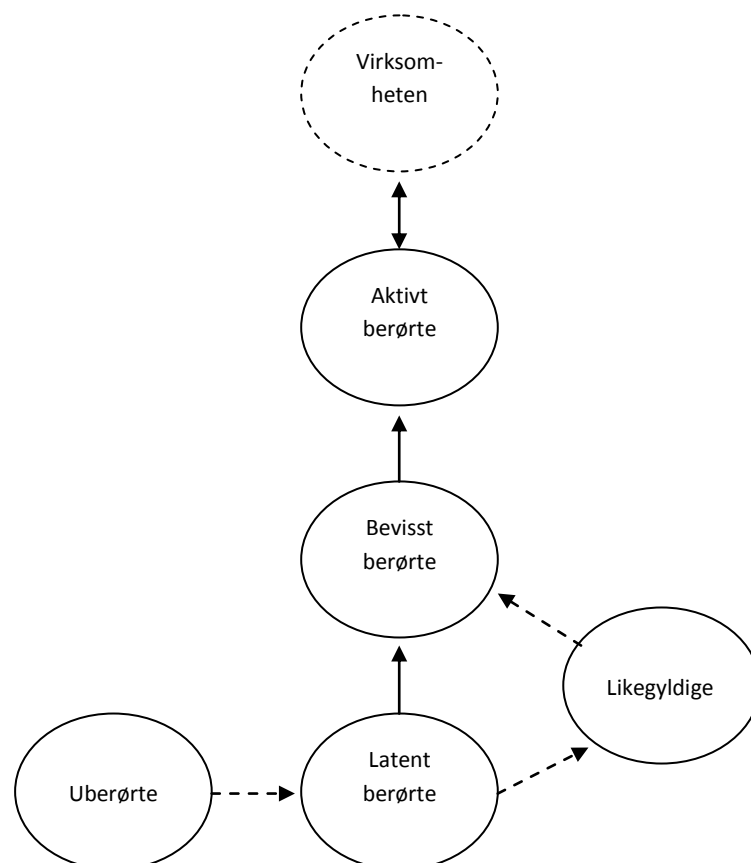 Virksom-
heten
Aktivt
berørte
Bevisst
berørte
Likegyldige
Uberørte
Latent
berørte